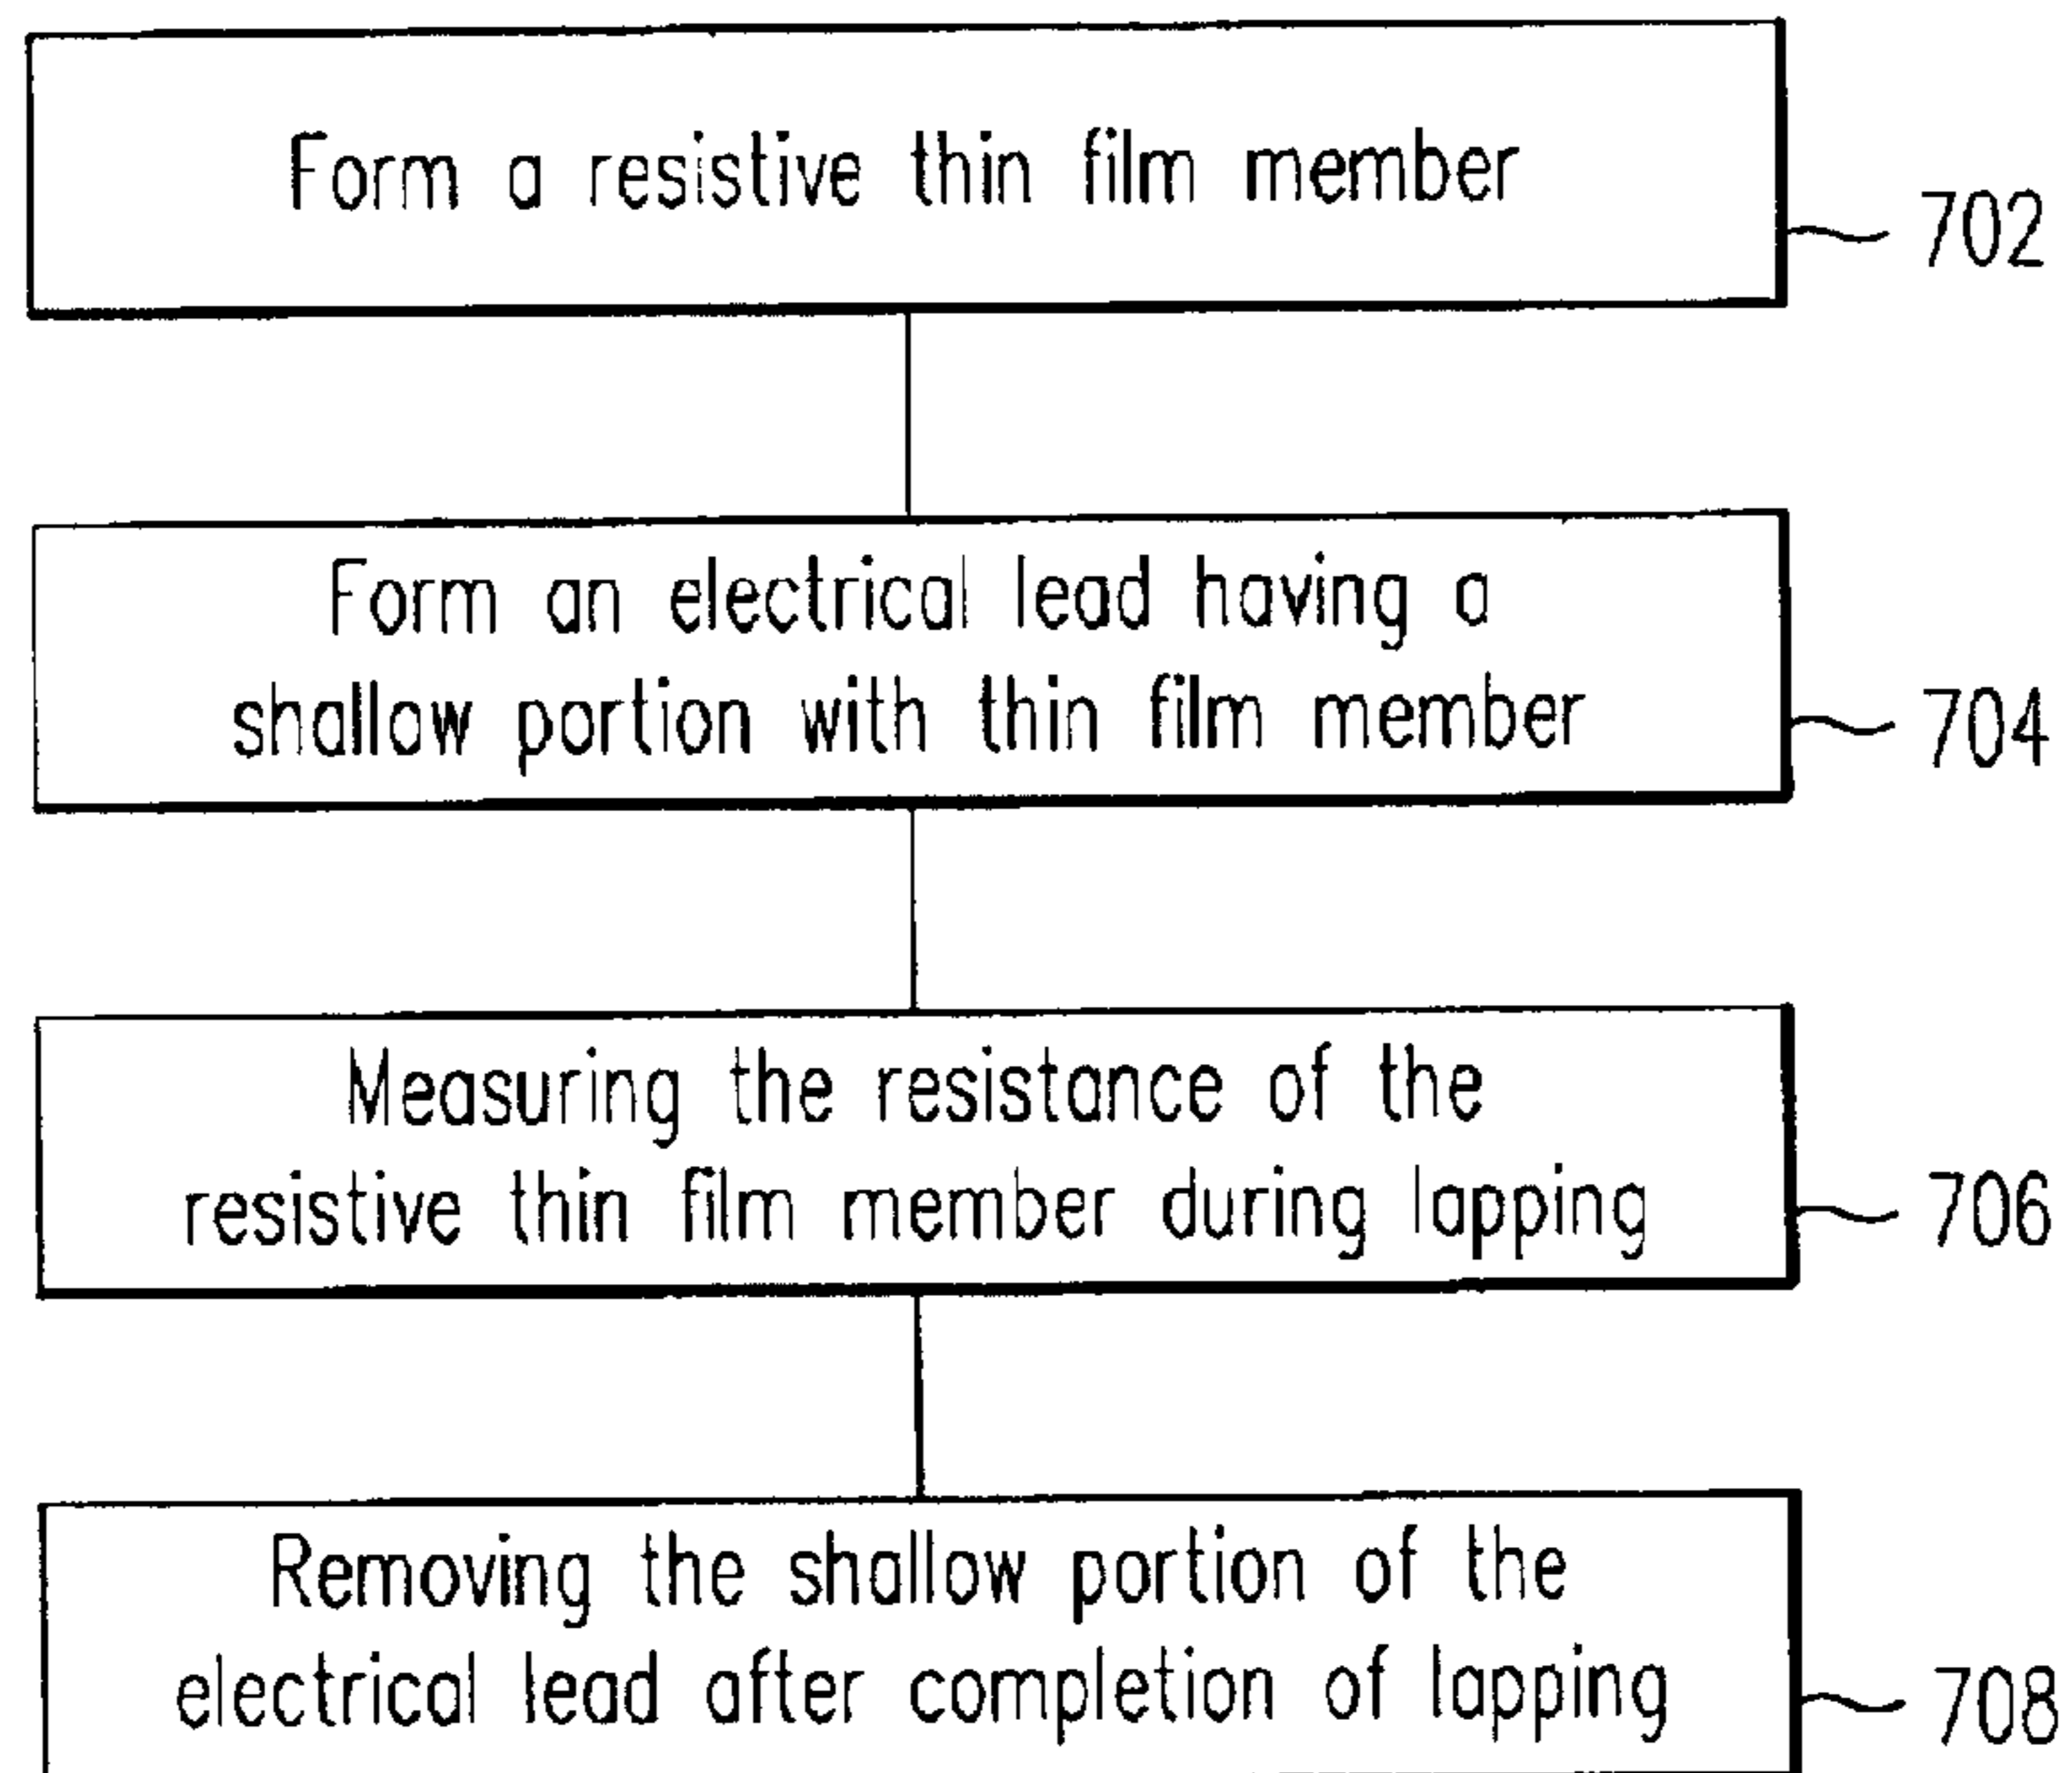 Form a resistive thin film member
702
Form an electrical lead having a
shallow portion with thin film member
704
Measuring the resistance of the
resistive thin film member during lapping
706
Removing the shallow portion of the
electrical lead after completion of lapping
708